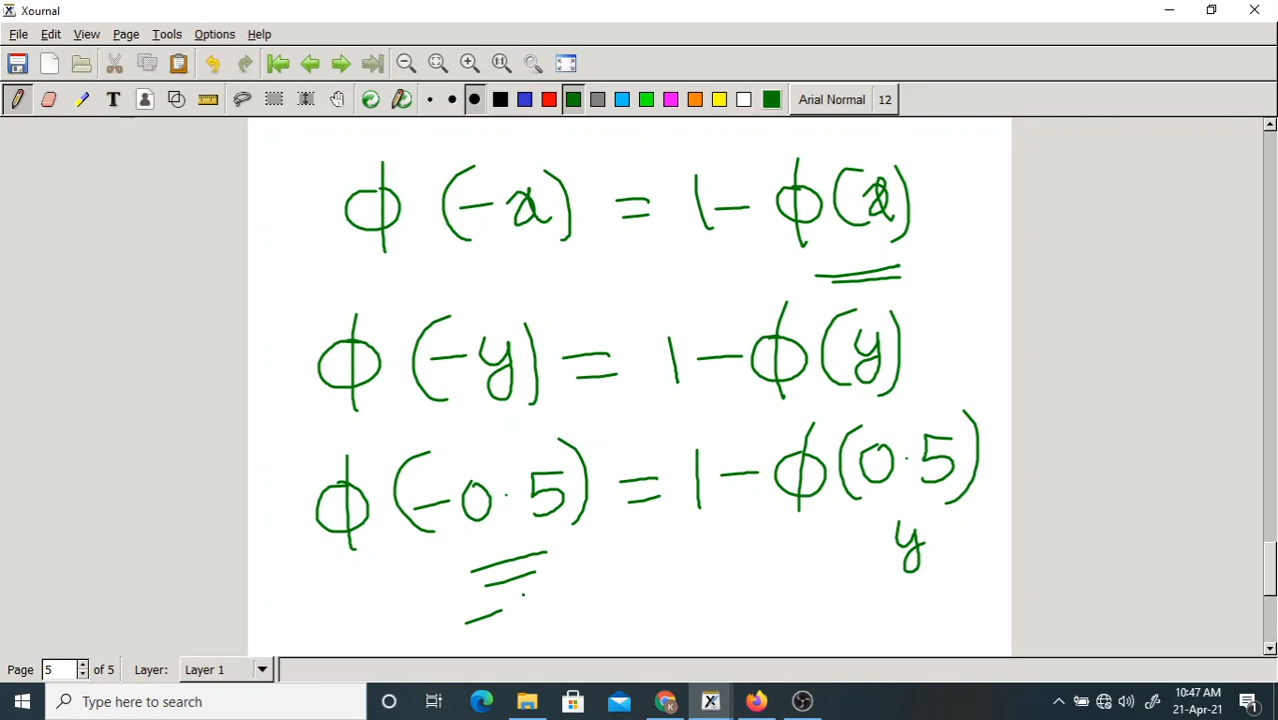 Xournal
File Edit View Page Tools Options Help
Arial Normal 12
ϕ (-x) = 1- ϕ(x)
ϕ (-y) = 1-ϕ(y)
ϕ (-0.5) = 1- ϕ(0.5)
y
Page 5 of 5 Layer: Layer 1
Type here to search
10:47 AM
21-Apr-21
1